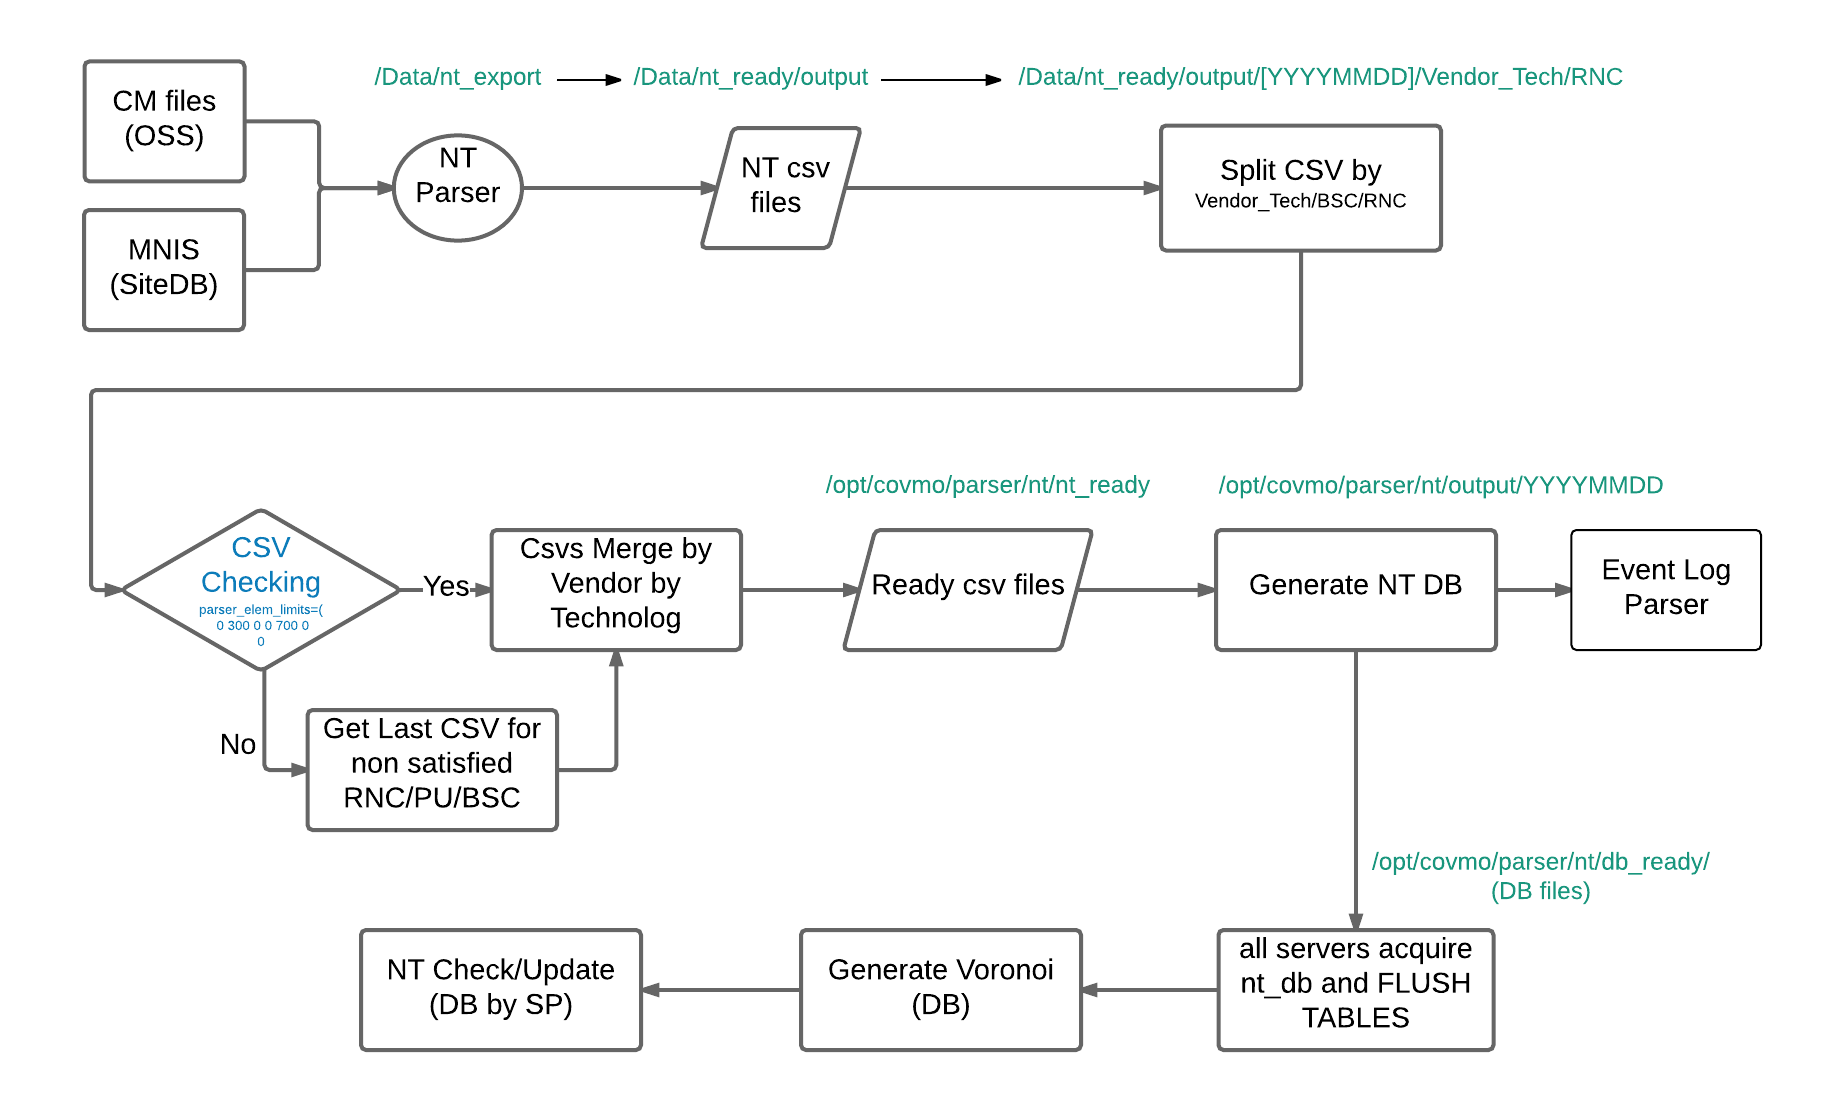 /Data/nt_export
/Data/nt_ready/output
/Data/nt_ready/output/[YYYYMMDD]/Vendor_Tech/RNC
CM files
(OSS)
MNIS
(SiteDB)
NT
Parser
NT csv
files
Split CSV by
Vendor_Tech/BSC/RNC
/opt/covmo/parser/nt/nt_ready
/opt/covmo/parser/nt/output/YYYYMMDD
CSV
Checking
parser_elem_limits=(
0 300 0 0 700 0
0
Yes
No
Get Last CSV for
non satisfied
RNC/PU/BSC
Csvs Merge by
Vendor by
Technolog
Ready csv files
Generate NT DB
Event Log
Parser
/opt/covmo/parser/nt/db_ready/
(DB files)
all servers acquire
nt_db and FLUSH
TABLES
Generate Voronoi
(DB)
NT Check/Update
(DB by SP)